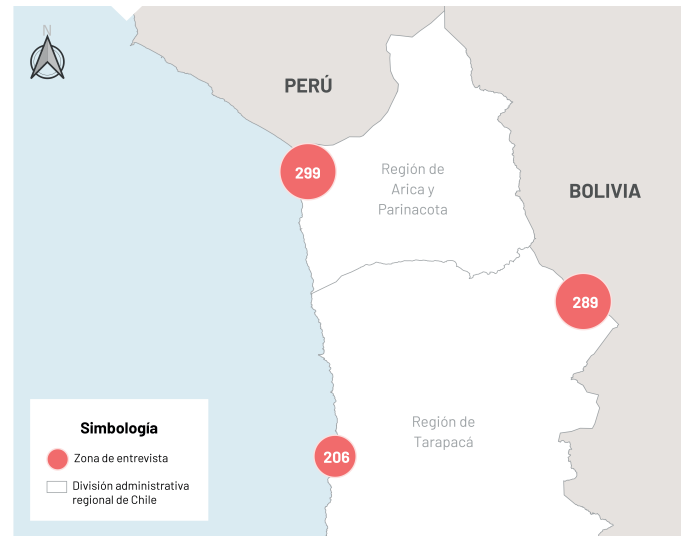 N
PERÚ
299
Región de
Arica y
Parinacota
BOLIVIA
289
Región de
Tarapacá
206
Simbología
Zona de entrevista
División administrativa
regional de Chile